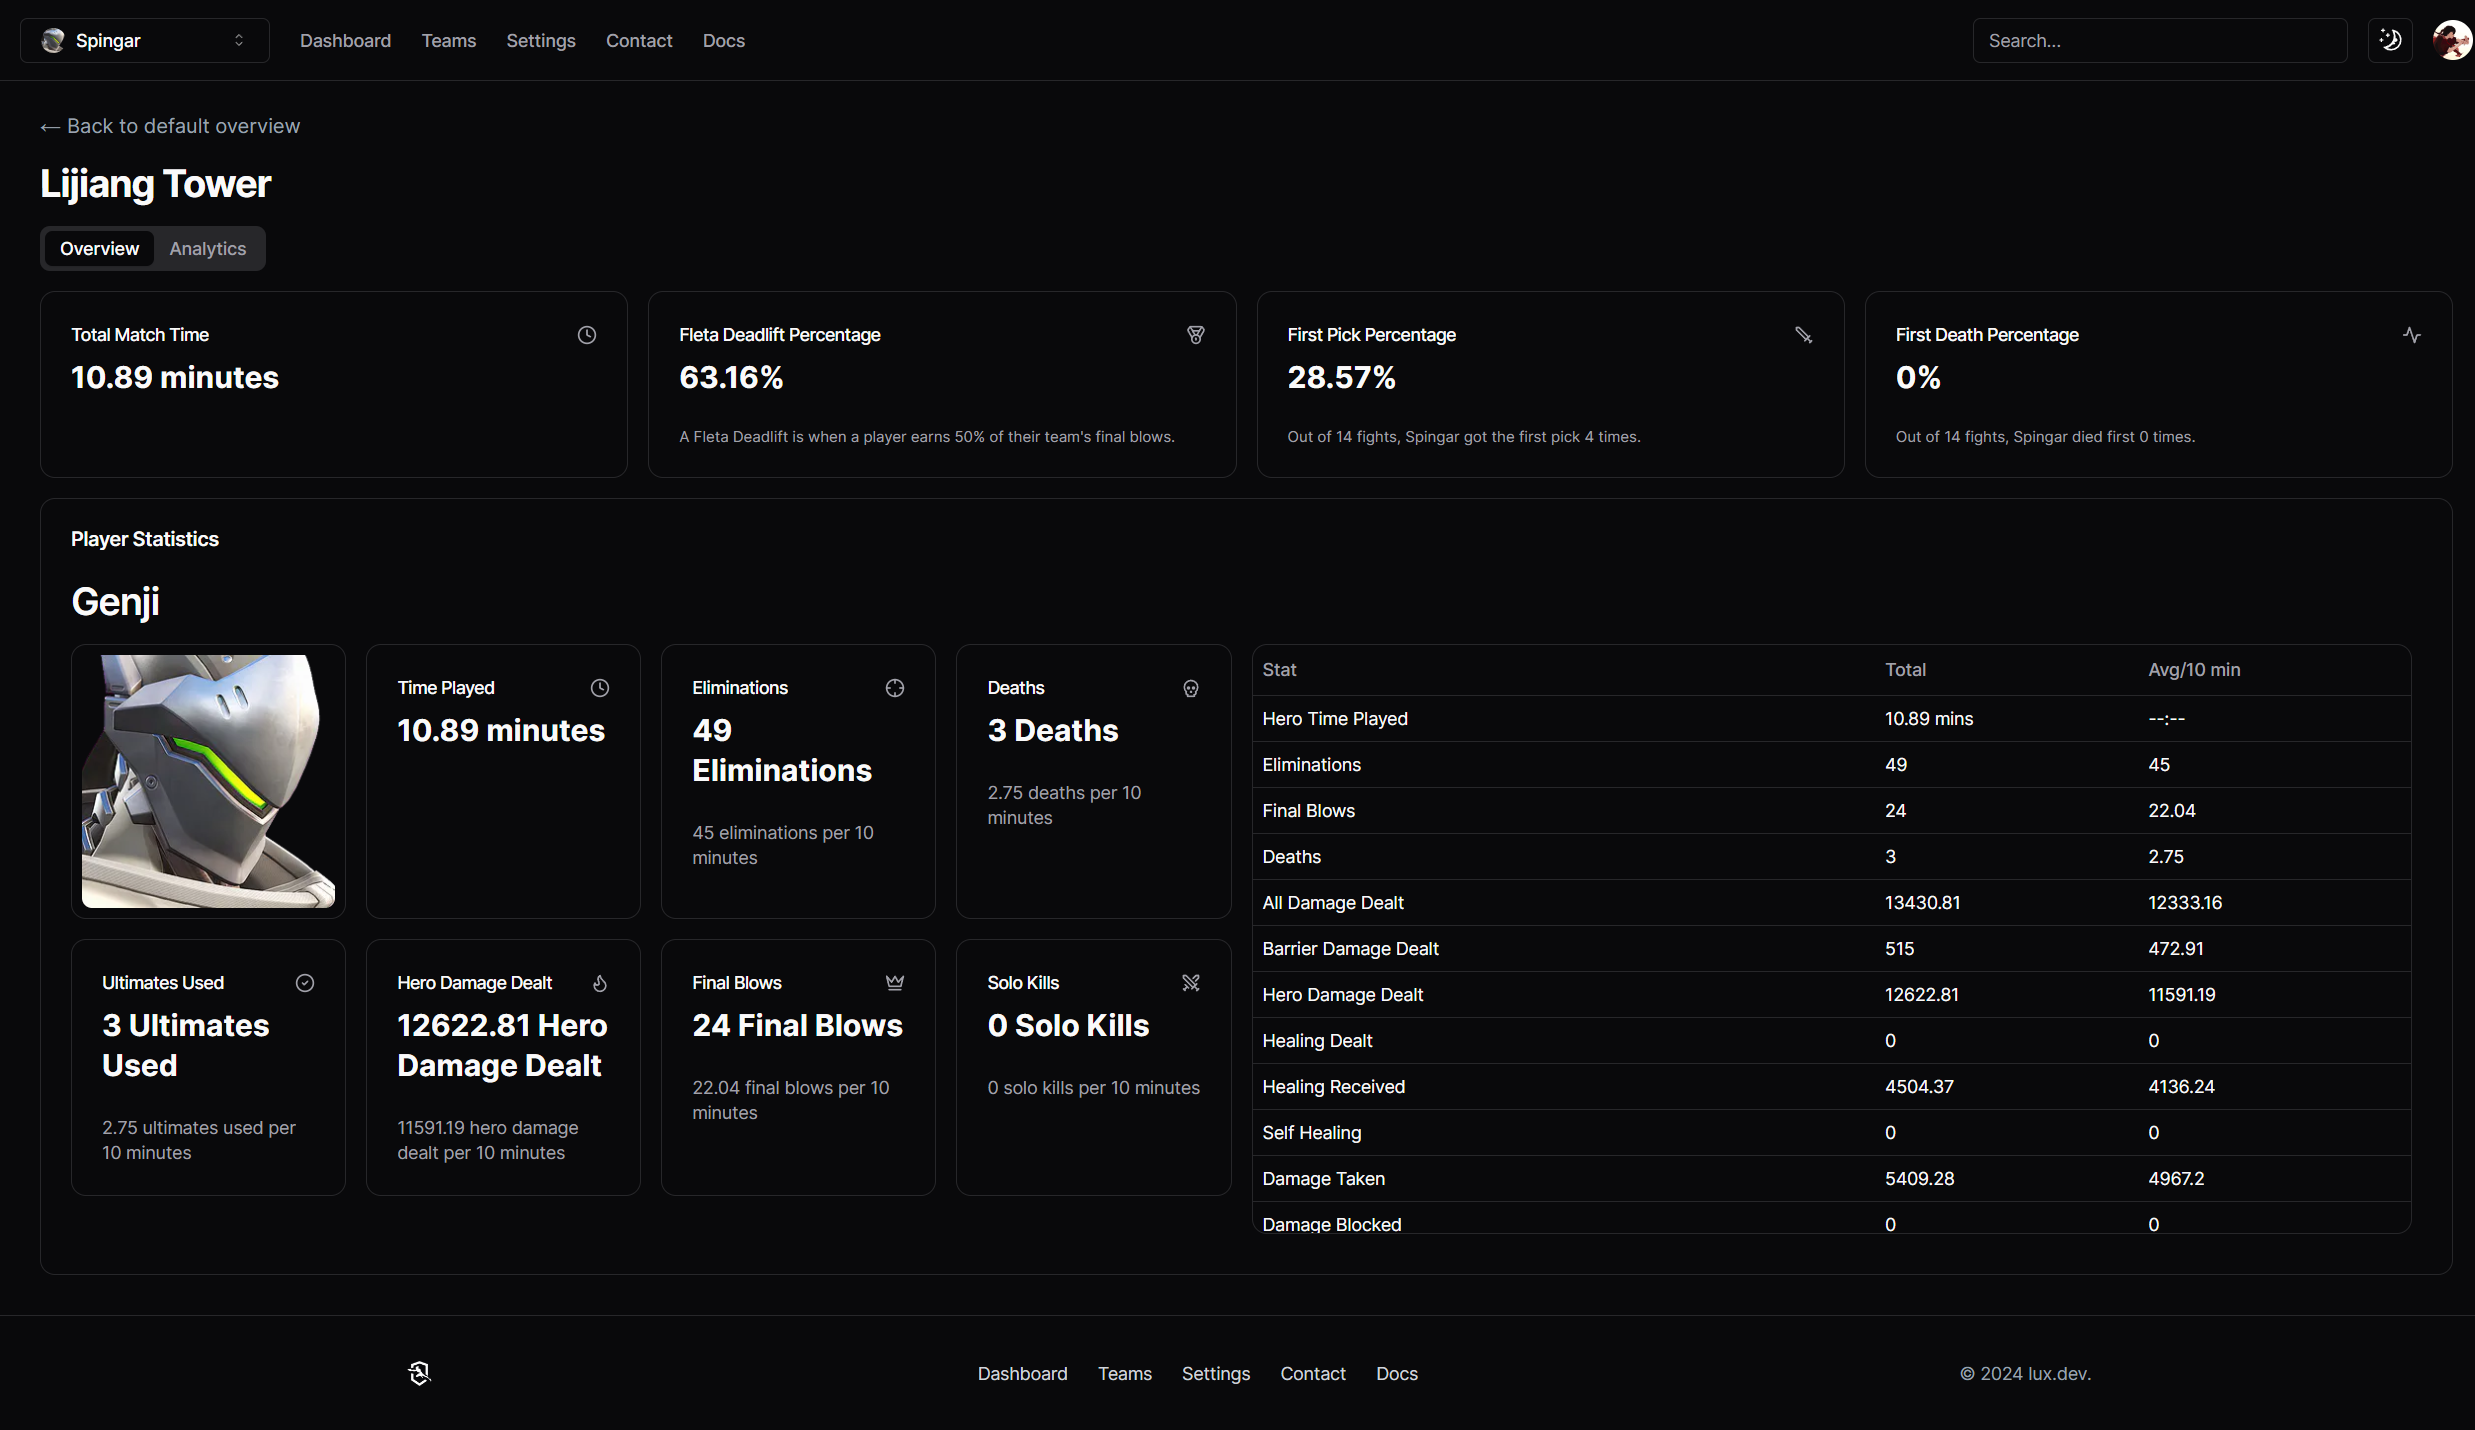 Spingar
Dashboard Teams Settings Contact Docs
Search...
← Back to default overview
Lijiang Tower
Overview Analytics
Total Match Time
10.89 minutes
Fleta Deadlift Percentage
63.16%
A Fleta Deadlift is when a player earns 50% of their team's final blows.
First Pick Percentage
28.57%
Out of 14 fights, Spingar got the first pick 4 times.
First Death Percentage
0%
Out of 14 fights, Spingar died first 0 times.
Player Statistics
Genji
Time Played
10.89 minutes
Eliminations
49
Eliminations
45 eliminations per 10
minutes
Deaths
3 Deaths
2.75 deaths per 10
minutes
Ultimates Used
3 Ultimates
Used
2.75 ultimates used per
10 minutes
Hero Damage Dealt
12622.81 Hero
Damage Dealt
11591.19 hero damage
dealt per 10 minutes
Final Blows
24 Final Blows
22.04 final blows per 10
minutes
Solo Kills
0 Solo Kills
0 solo kills per 10 minutes
Stat Total Avg/10 min
Hero Time Played 10.89 mins --:--
Eliminations 49 45
Final Blows 24 22.04
Deaths 3 2.75
All Damage Dealt 13430.81 12333.16
Barrier Damage Dealt 515 472.91
Hero Damage Dealt 12622.81 11591.19
Healing Dealt 0 0
Healing Received 4504.37 4136.24
Self Healing 0 0
Damage Taken 5409.28 4967.2
Damage Blocked 0 0
Dashboard Teams Settings Contact Docs
© 2024 lux.dev.